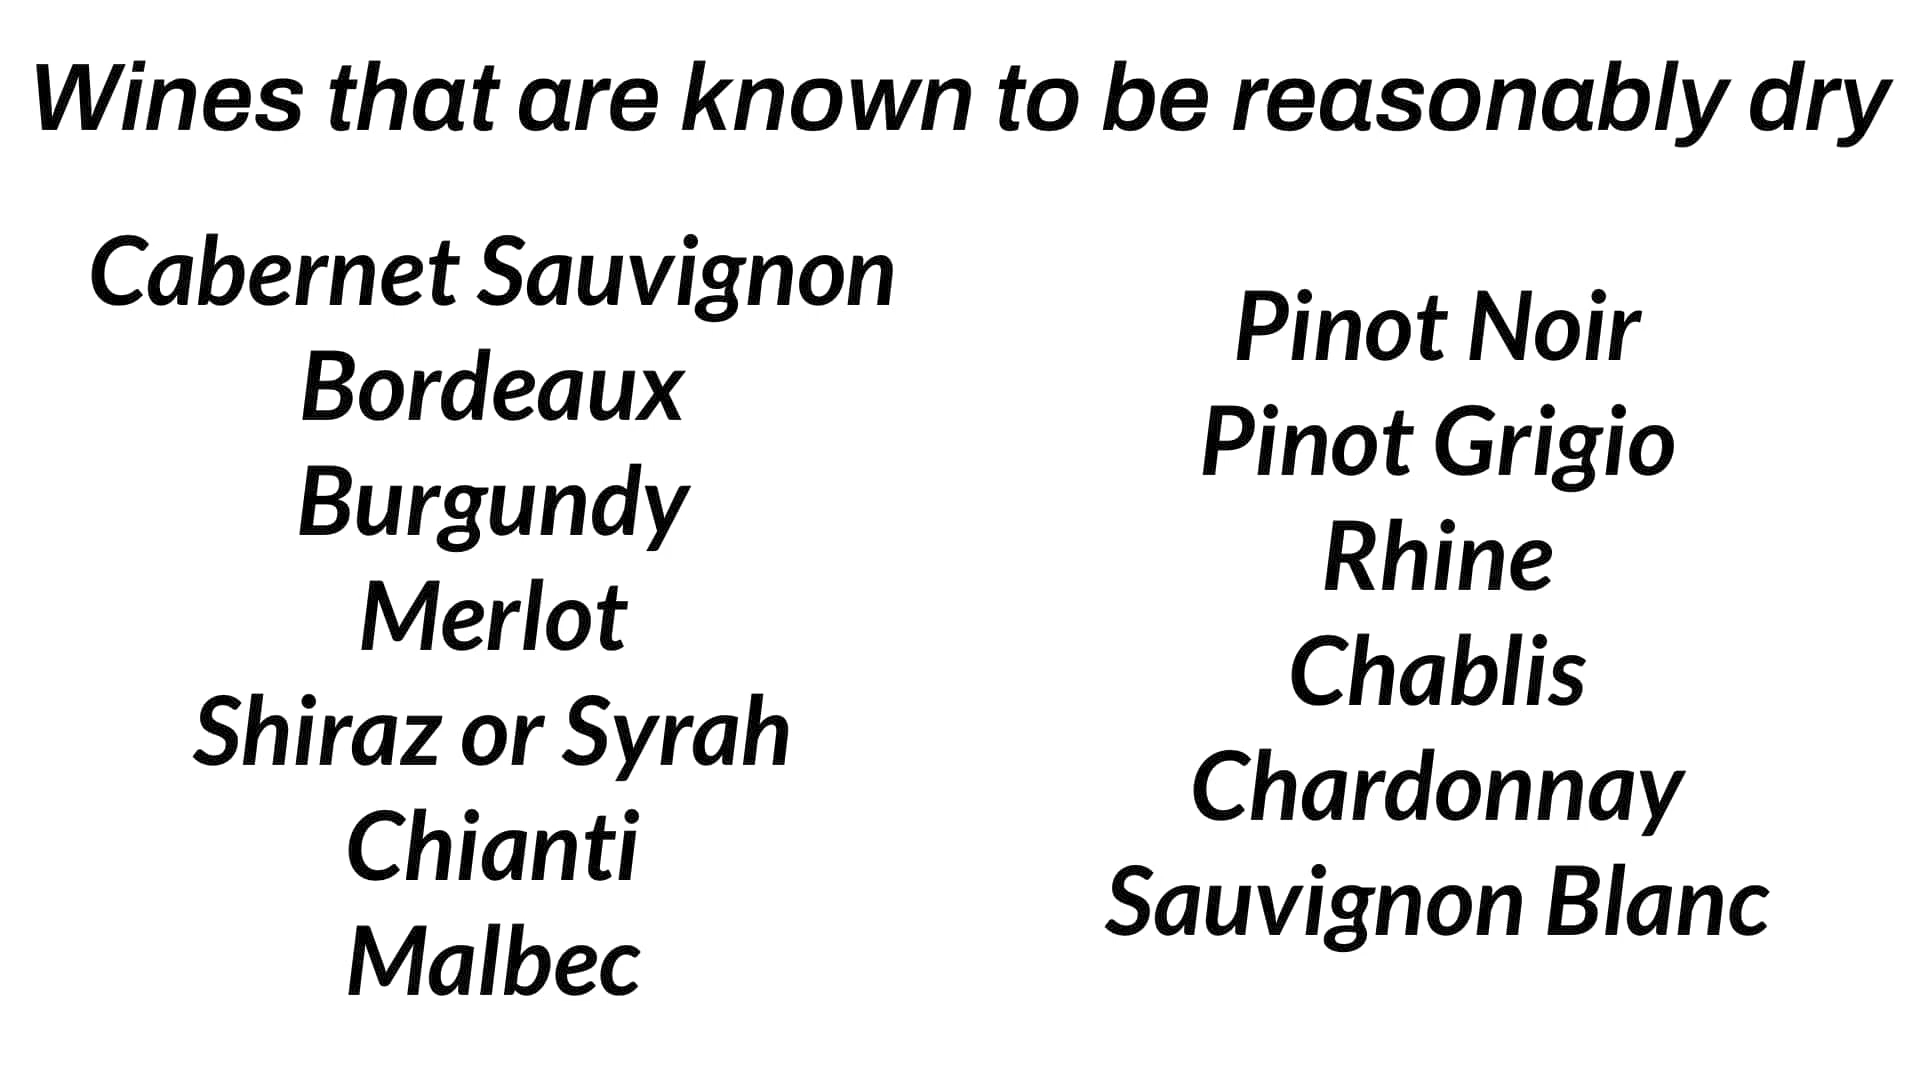 Wines that are known to be reasonably dry
Cabernet Sauvignon
Bordeaux
Burgundy
Merlot
Shiraz or Syrah
Chianti
Malbec
Pinot Noir
Pinot Grigio
Rhine
Chablis
Chardonnay
Sauvignon Blanc